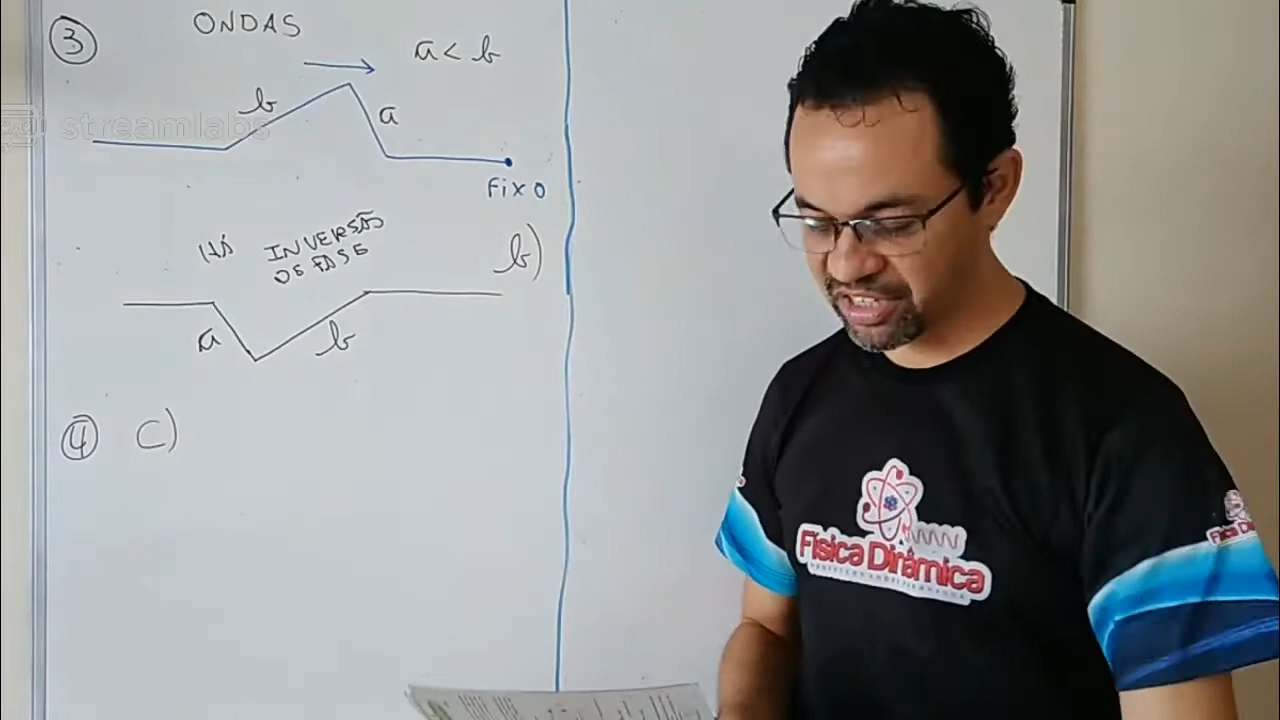 3
ONDAS
a < b
b
a
streamlabs
Fixo
HÁ INVERSÃO
DE FASE
b)
a
b
4 C)
Física Dinâmica